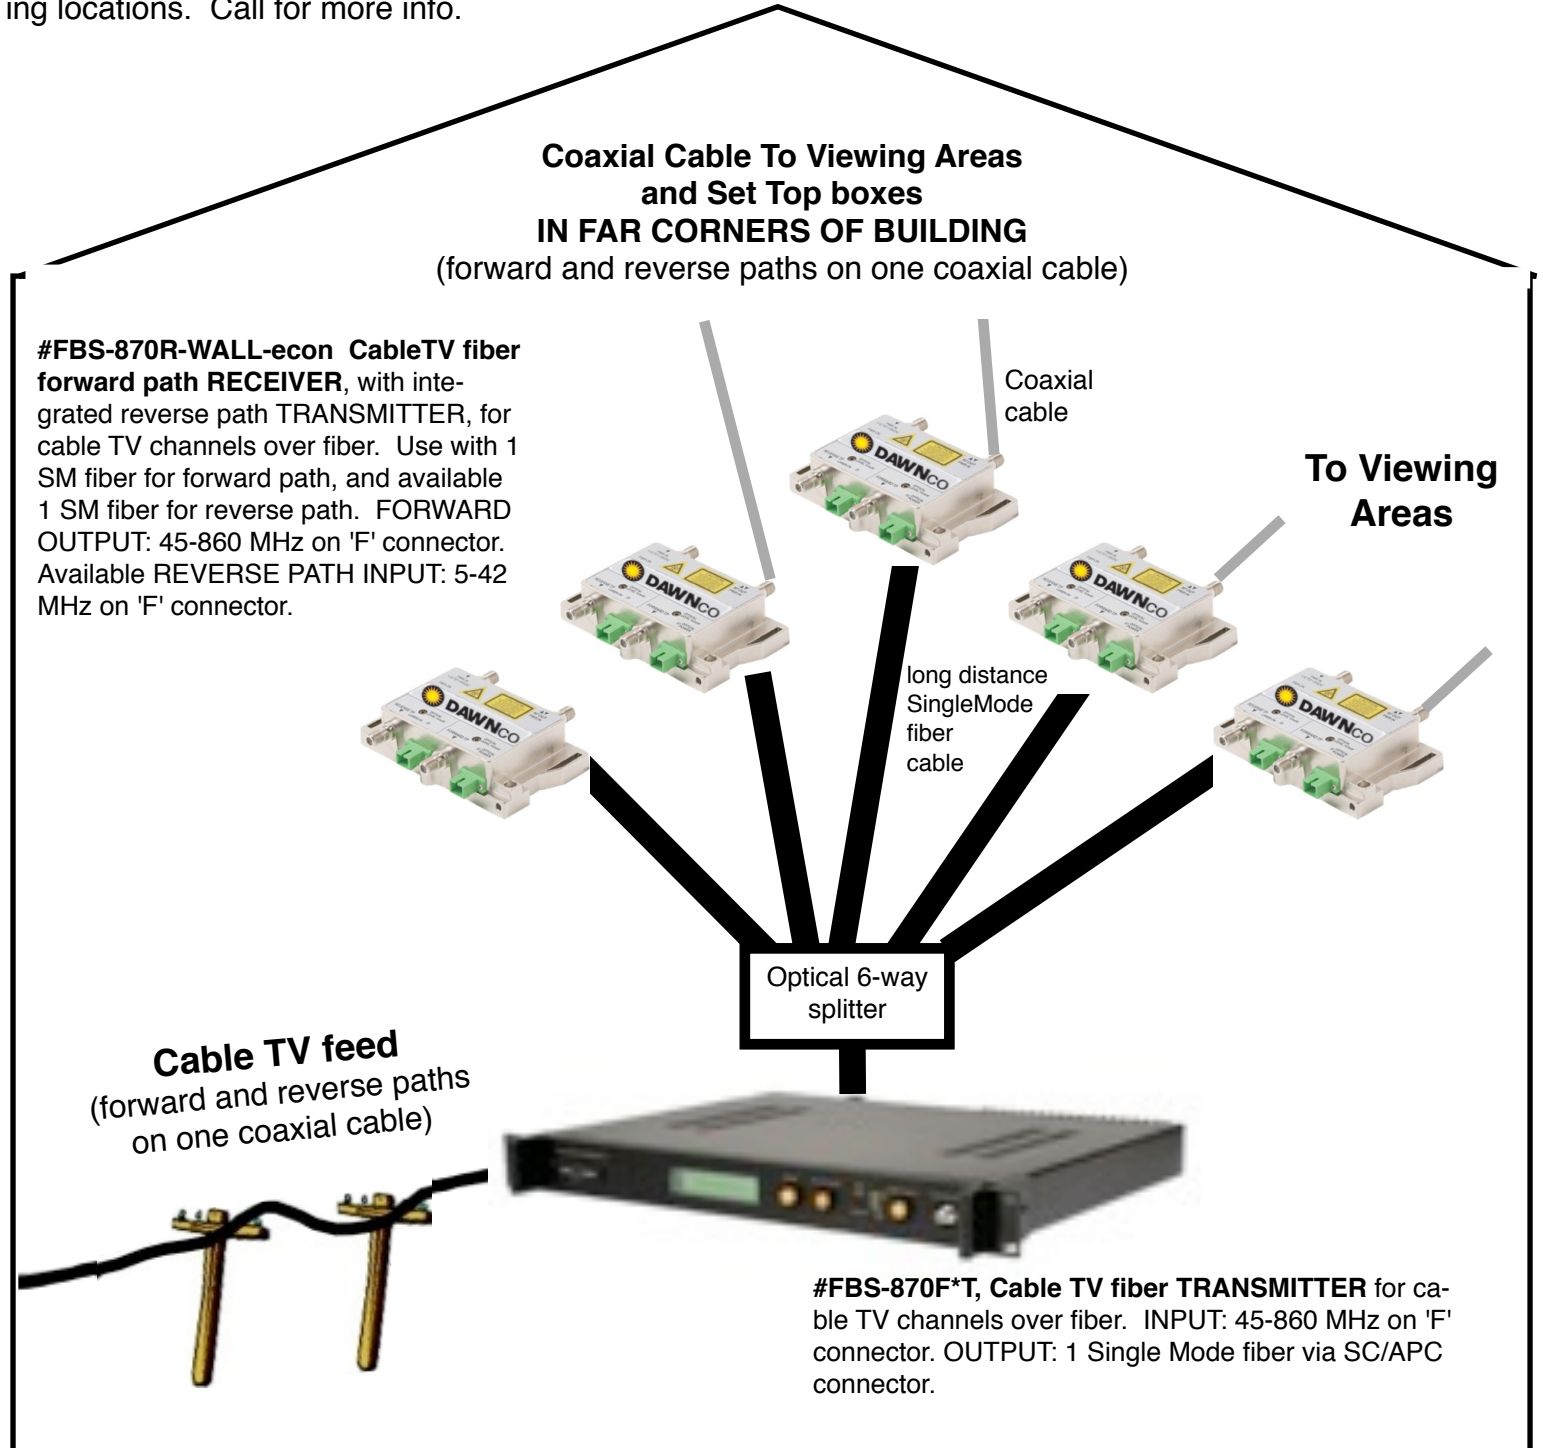 ing locations.  Call for more info.
Coaxial Cable To Viewing Areas
and Set Top boxes
IN FAR CORNERS OF BUILDING
(forward and reverse paths on one coaxial cable)
#FBS-870R-WALL-econ  CableTV fiber
forward path RECEIVER, with inte-
grated reverse path TRANSMITTER, for
cable TV channels over fiber.  Use with 1
SM fiber for forward path, and available
1 SM fiber for reverse path.  FORWARD
OUTPUT: 45-860 MHz on 'F' connector.
Available REVERSE PATH INPUT: 5-42
MHz on 'F' connector.
Coaxial
cable
To Viewing
Areas
DAWNCO
DAWNCO
DAWNCO
DAWNCO
DAWNCO
long distance
SingleMode
fiber
cable
Optical 6-way
splitter
Cable TV feed
(forward and reverse paths
on one coaxial cable)
#FBS-870F*T, Cable TV fiber TRANSMITTER for ca-
ble TV channels over fiber.  INPUT: 45-860 MHz on 'F'
connector. OUTPUT: 1 Single Mode fiber via SC/APC
connector.